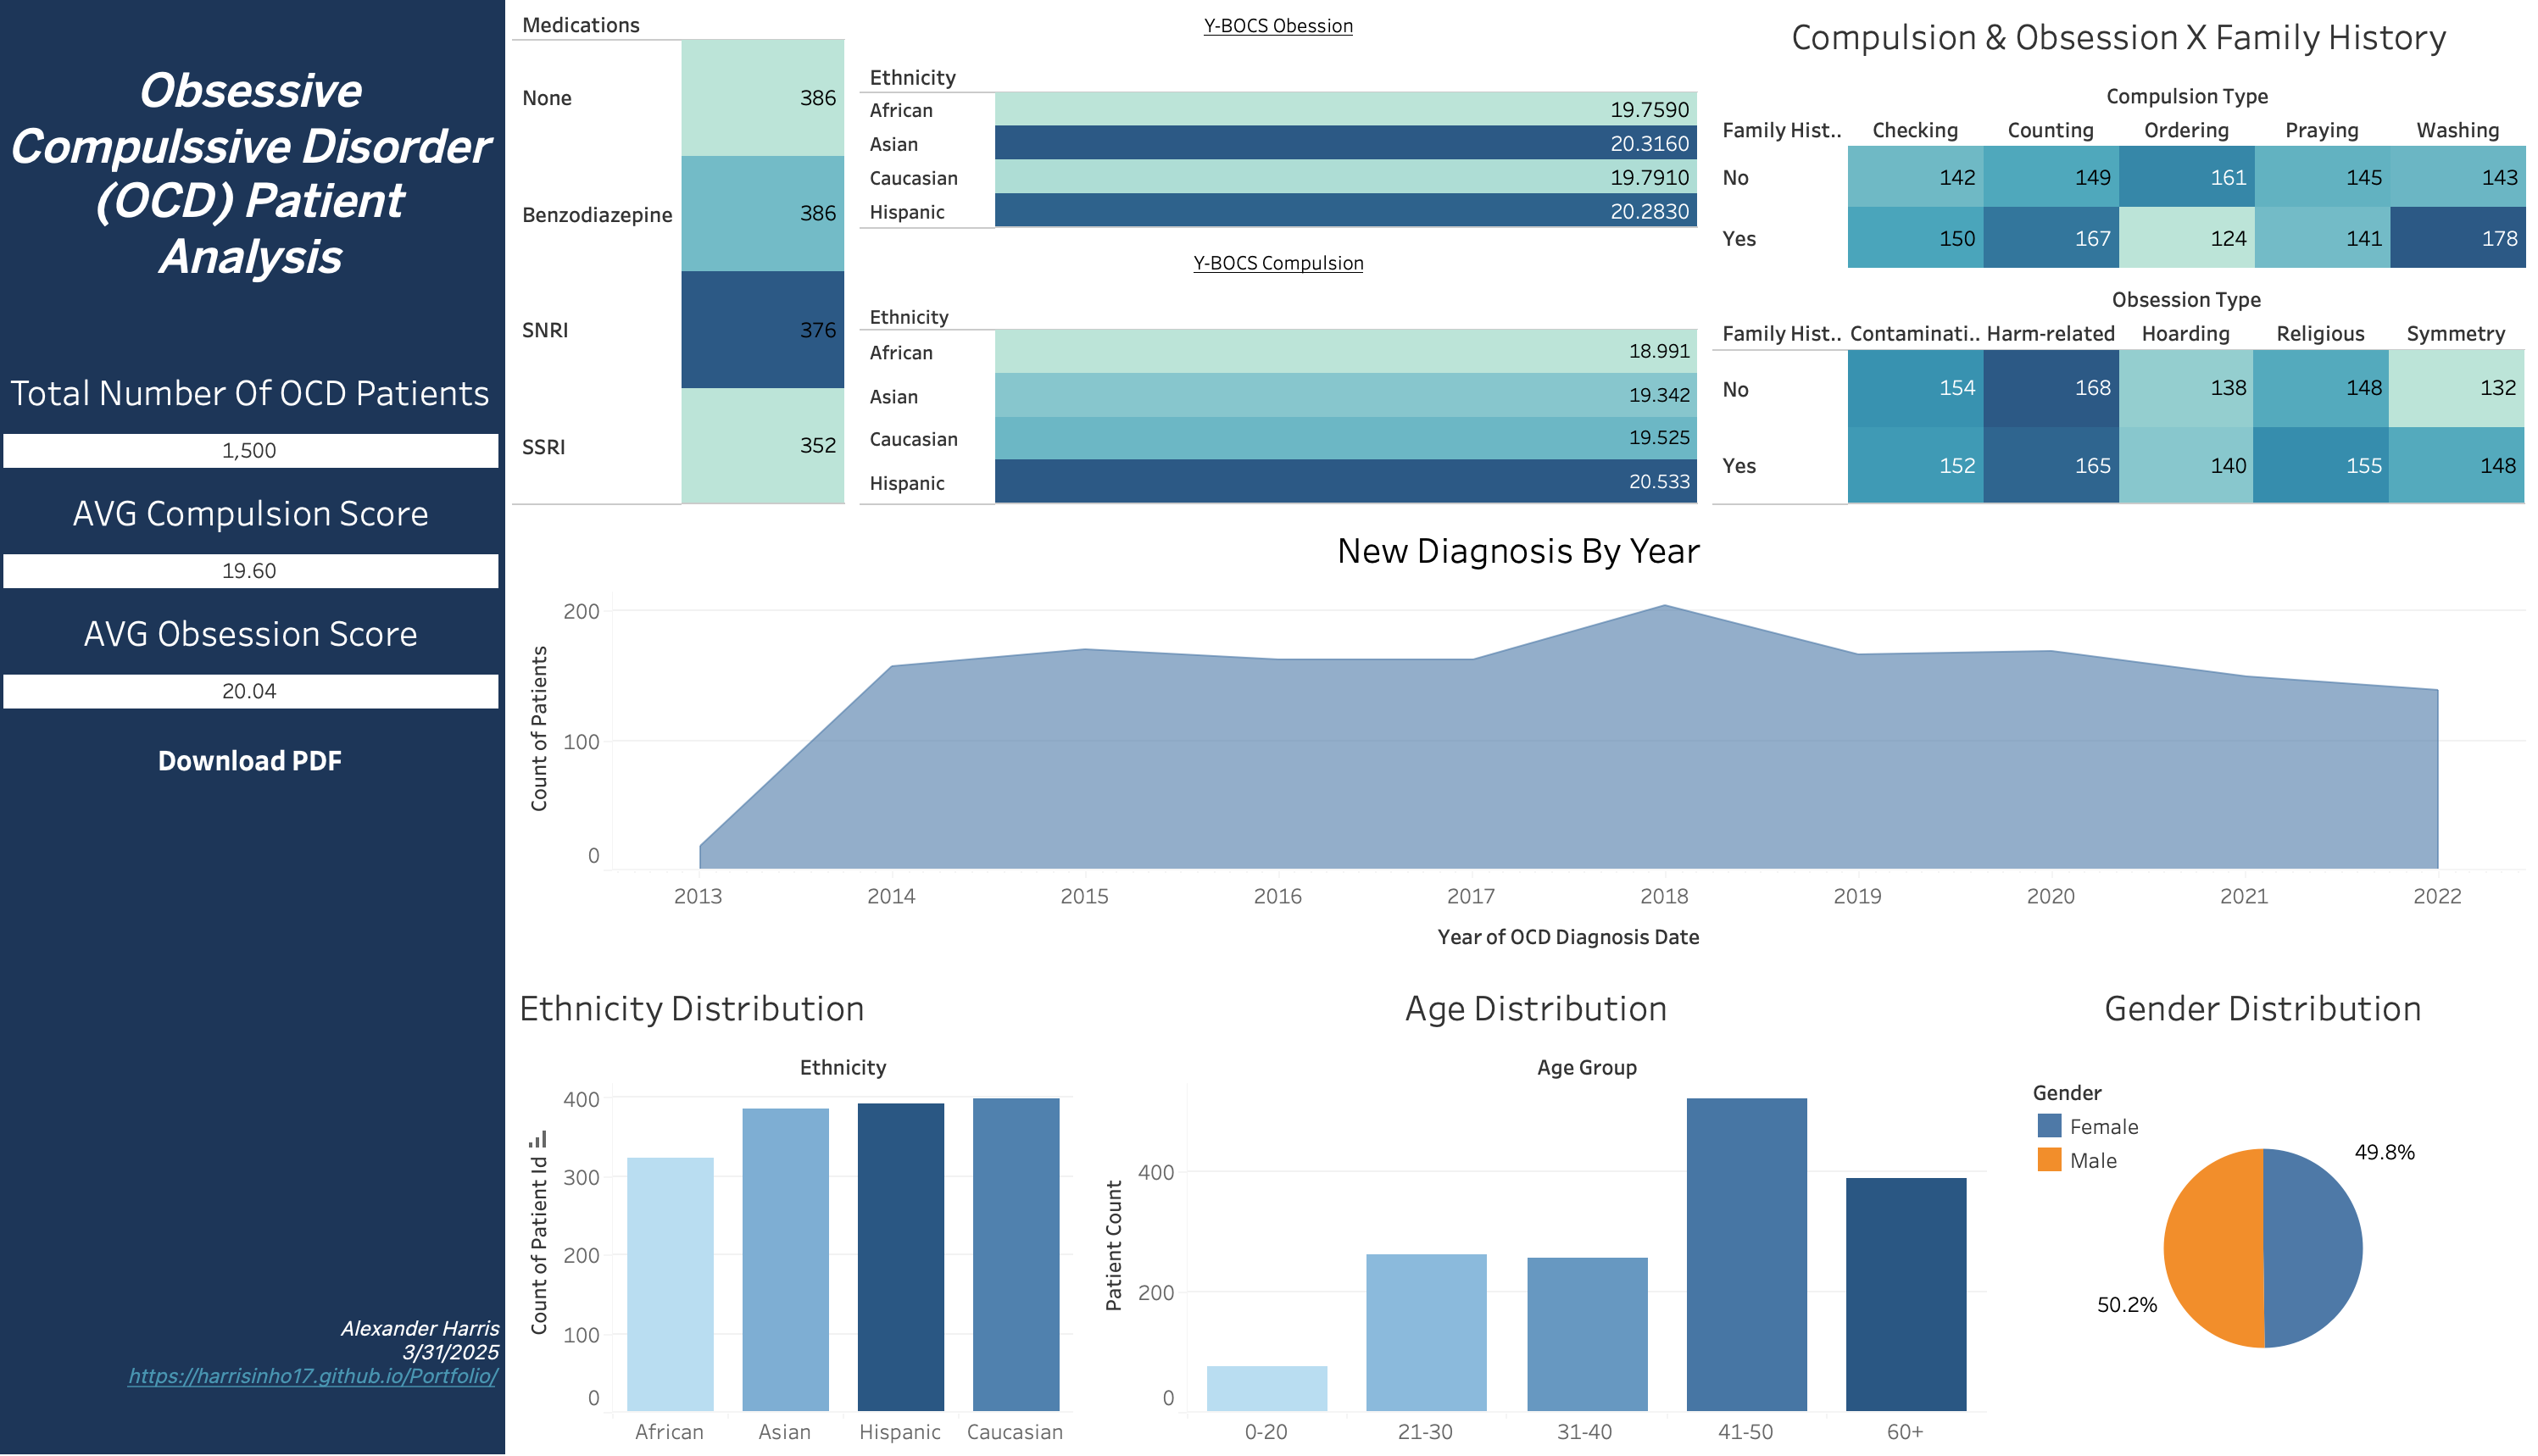 Obsessive
Compulssive Disorder
(OCD) Patient
Analysis
Total Number Of OCD Patients
1,500
AVG Compulsion Score
19.60
AVG Obsession Score
20.04
Download PDF
Alexander Harris
3/31/2025
https://harrisinho17.github.io/Portfolio/
Medications
None 386
Benzodiazepine 386
SNRI 376
SSRI 352
Y-BOCS Obession
Ethnicity
African 19.7590
Asian 20.3160
Caucasian 19.7910
Hispanic 20.2830
Y-BOCS Compulsion
Ethnicity
African 18.991
Asian 19.342
Caucasian 19.525
Hispanic 20.533
Compulsion & Obsession X Family History
Compulsion Type
Family Hist.. Checking Counting Ordering Praying Washing
No 142 149 161 145 143
Yes 150 167 124 141 178
Obsession Type
Family Hist.. Contaminati.. Harm-related Hoarding Religious Symmetry
No 154 168 138 148 132
Yes 152 165 140 155 148
New Diagnosis By Year
Count of Patients
200
100
0
2013 2014 2015 2016 2017 2018 2019 2020 2021 2022
Year of OCD Diagnosis Date
Ethnicity Distribution
Ethnicity
Count of Patient Id
400
300
200
100
0
African Asian Hispanic Caucasian
Age Distribution
Age Group
Patient Count
400
200
0
0-20 21-30 31-40 41-50 60+
Gender Distribution
Gender
Female
Male
49.8%
50.2%